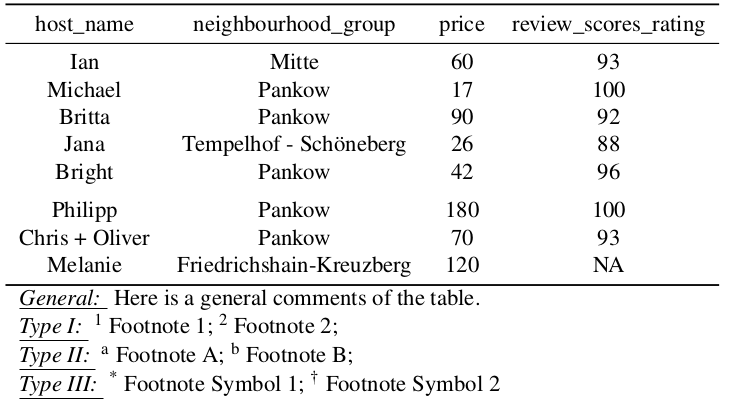 host_name neighbourhood_group price review_scores_rating
Ian Mitte 60 93
Michael Pankow 17 100
Britta Pankow 90 92
Jana Tempelhof - Schöneberg 26 88
Bright Pankow 42 96
Philipp Pankow 180 100
Chris + Oliver Pankow 70 93
Melanie Friedrichshain-Kreuzberg 120 NA
General: Here is a general comments of the table.
Type I: ¹ Footnote 1; ² Footnote 2;
Type II: ᵃ Footnote A; ᵇ Footnote B;
Type III: * Footnote Symbol 1; † Footnote Symbol 2